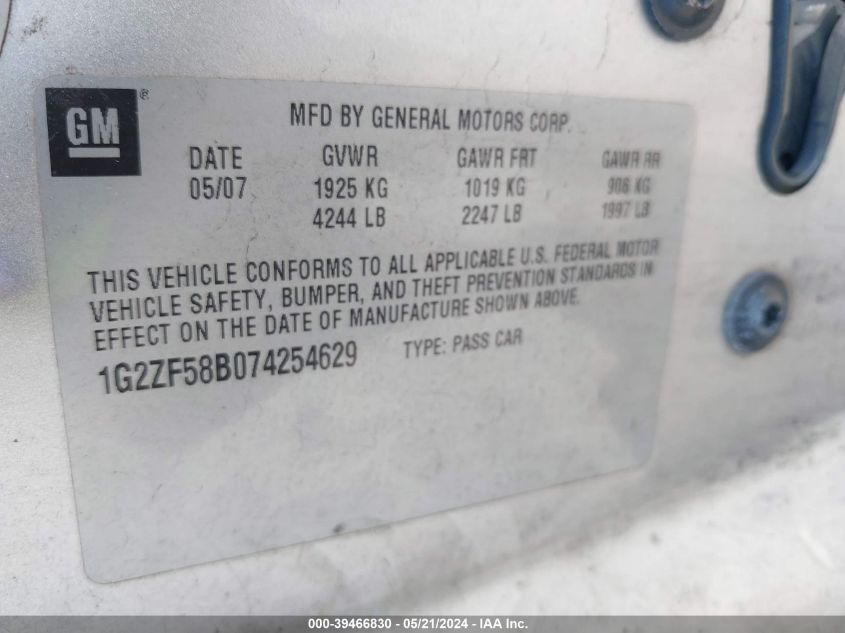 GM ®
MFD BY GENERAL MOTORS CORP.
DATE GVWR GAWR FRT GAWR RR
05/07 1925 KG 1019 KG 906 KG
4244 LB 2247 LB 1997 LB
THIS VEHICLE CONFORMS TO ALL APPLICABLE U.S. FEDERAL MOTOR
VEHICLE SAFETY, BUMPER, AND THEFT PREVENTION STANDARDS IN
EFFECT ON THE DATE OF MANUFACTURE SHOWN ABOVE.
1G2ZF58B074254629 TYPE: PASS CAR
000-39466830 - 05/21/2024 - IAA Inc.